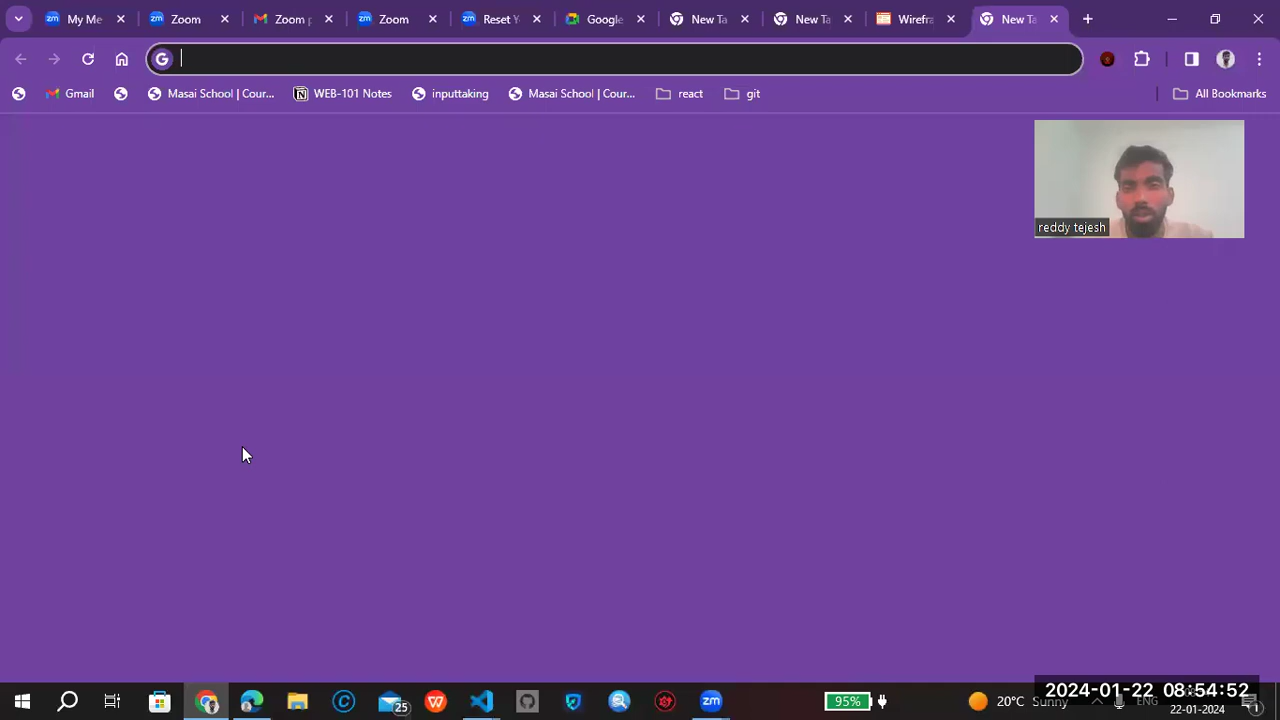 My Me
Zoom
Zoom p
Zoom
Reset Y
Google
New Ta
New Ta
Wirefra
New Ta
Gmail
Masai School | Cour...
WEB-101 Notes
inputtaking
Masai School | Cour...
react
git
All Bookmarks
reddy tejesh
25
95%
20°C Sunny
ENG
2024-01-22 08:54:52
22-01-2024